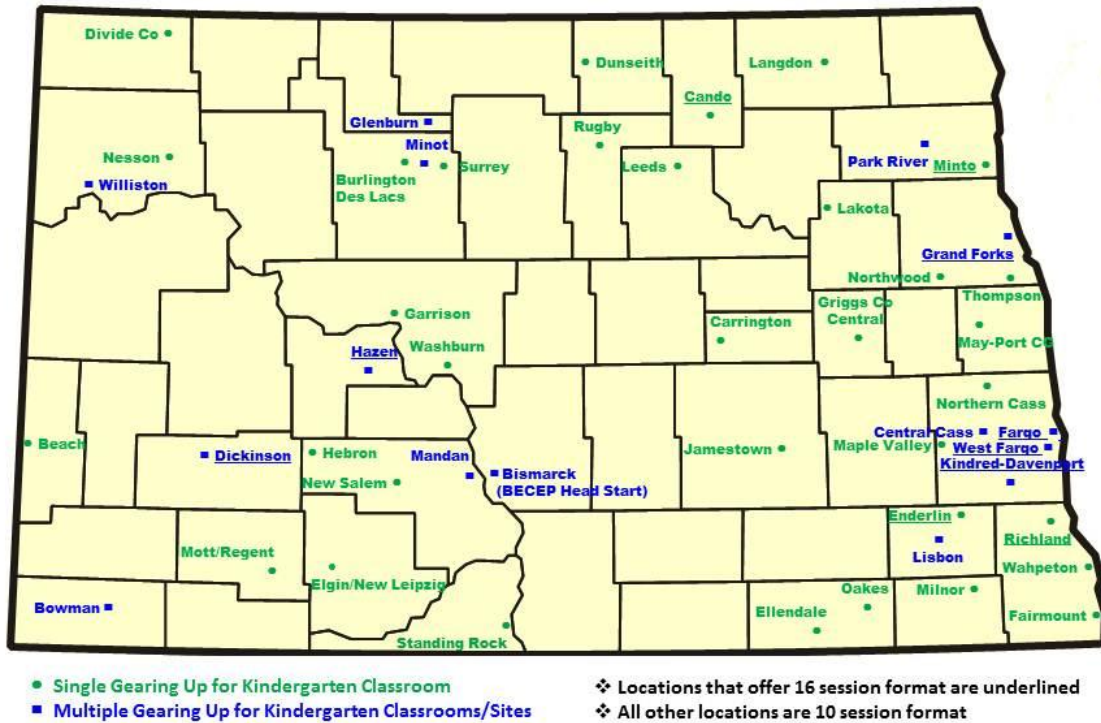 Divide Co
Dunseith
Langdon
Cando
Glenburn
Rugby
Minot
Park River
Nesson
Surrey
Leeds
Minto
Williston
Burlington
Des Lacs
Lakota
Grand Forks
Northwood
Thompson
Garrison
Griggs Co
Central
Carrington
Washburn
May-Port CG
Hazen
Northern Cass
Beach
Central Cass
Fargo
Dickinson
Hebron
Mandan
Jamestown
Maple Valley
West Fargo
Kindred-Davenport
Bismarck
(BECEP Head Start)
New Salem
Enderlin
Richland
Mott/Regent
Lisbon
Wahpeton
Elgin/New Leipzig
Oakes
Milnor
Bowman
Ellendale
Fairmount
Standing Rock
Single Gearing Up for Kindergarten Classroom
Multiple Gearing Up for Kindergarten Classrooms/Sites
❖ Locations that offer 16 session format are underlined
❖ All other locations are 10 session format